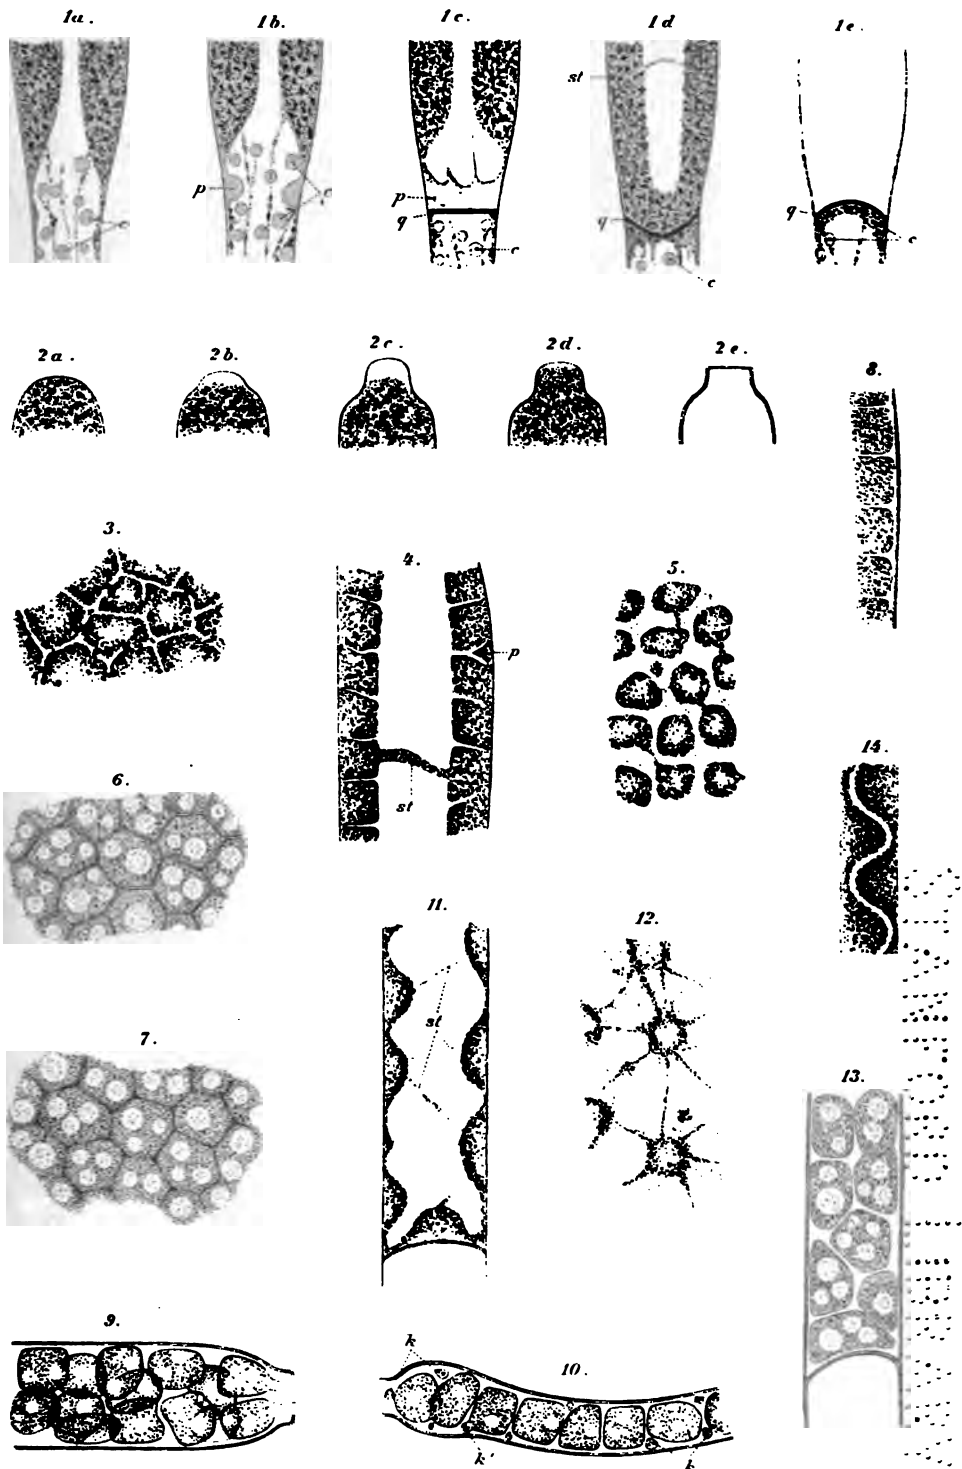 1a. 1b. 1c. 1d 1e.
st
p c p q q
c c c c
2a. 2b. 2c. 2d. 2e.
8.
3. 4. 5.
p
st
14.
6.
11. 12.
st
7.
13.
9.
k 10.
k' k